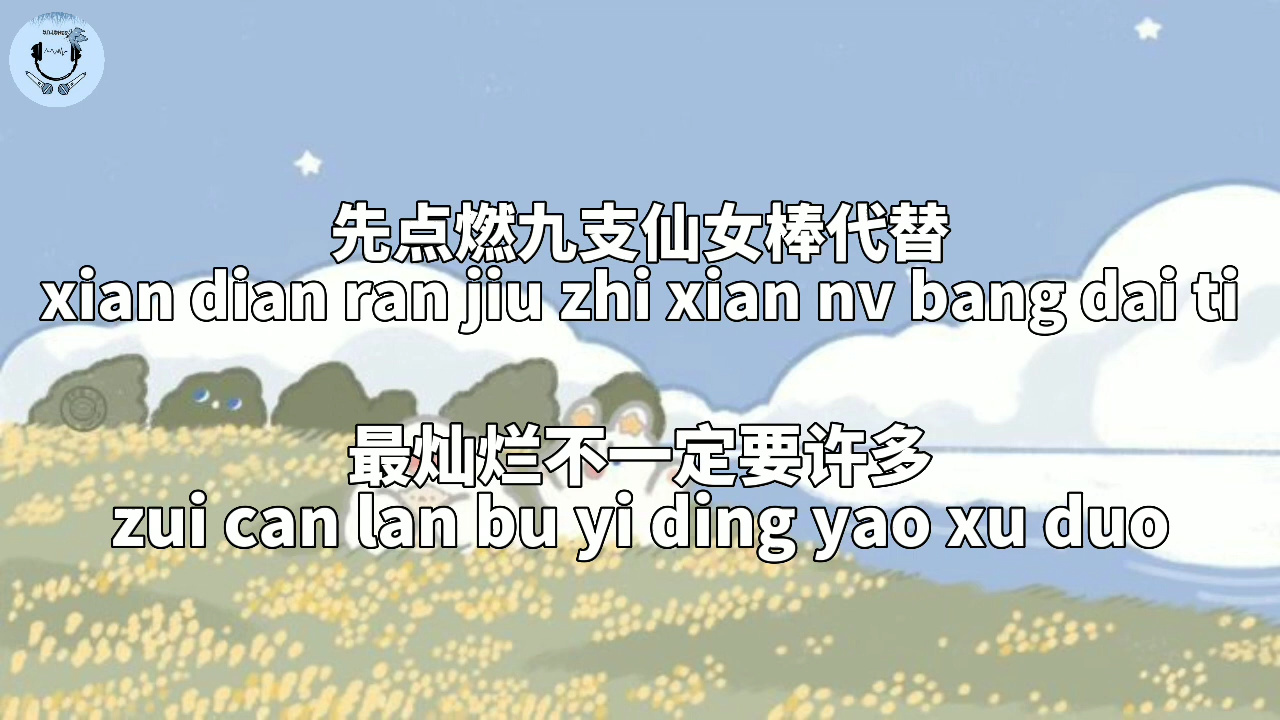 先点燃九支仙女棒代替
xian dian ran jiu zhi xian nv bang dai ti
最灿烂不一定要许多
zui can lan bu yi ding yao xu duo